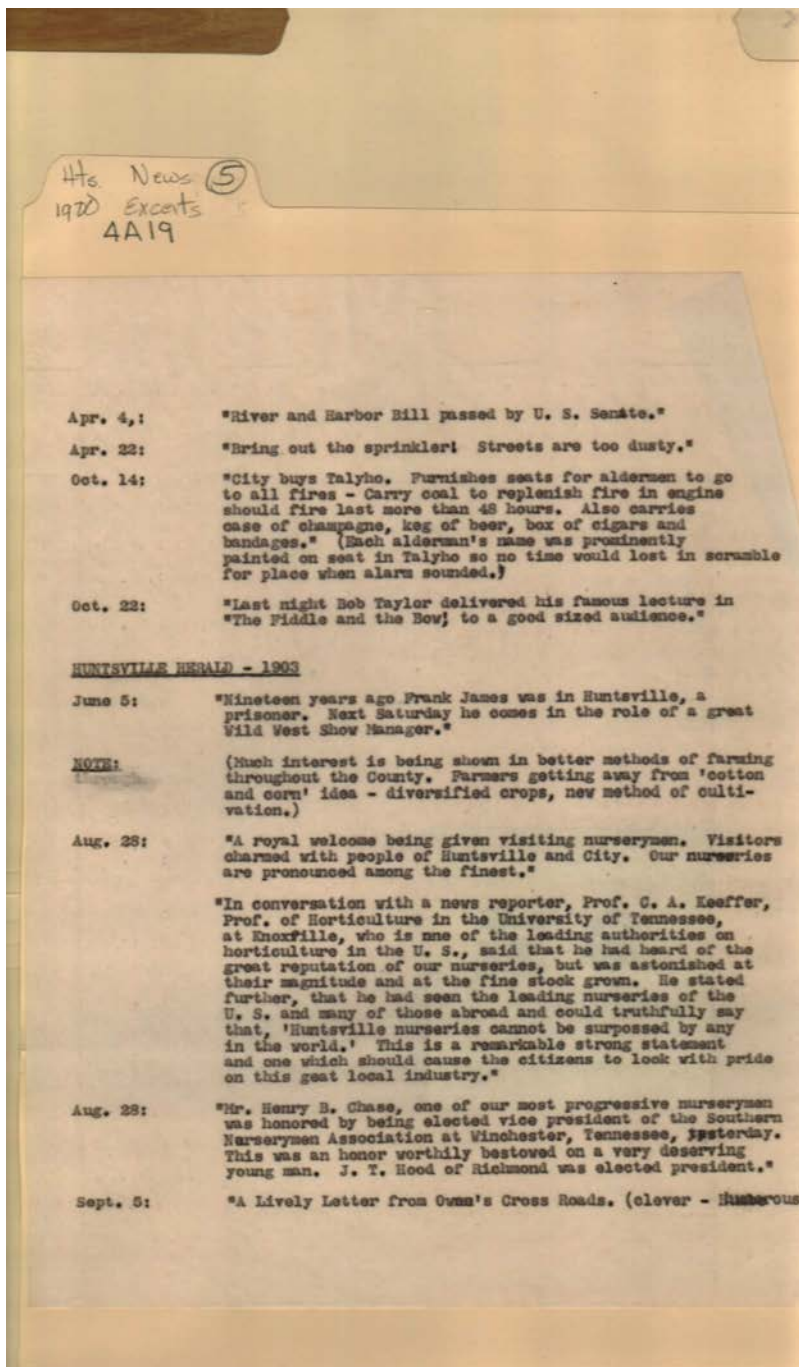 Hts. News 5
1900 Excerts
4A19
Apr. 4,: "River and Harbor Bill passed by U. S. Senate."
Apr. 22: "Bring out the sprinkler! Streets are too dusty."
Oct. 14: "City buys Talyho. Furnishes seats for aldermen to go
to all fires - Carry coal to replenish fire in engine
should fire last more than 48 hours. Also carries
case of champagne, keg of beer, box of cigars and
bandages." (Each alderman's name was prominently
painted on seat in Talyho so no time would lost in scramble
for place when alarm sounded.)
Oct. 22: "Last night Bob Taylor delivered his famous lecture in
"The Fiddle and the Bow; to a good sized audience."
HUNTSVILLE HERALD - 1903
June 5: "Nineteen years ago Frank James was in Huntsville, a
prisoner. Next Saturday he comes in the role of a great
Wild West Show Manager."
NOTE: (Much interest is being shown in better methods of farming
throughout the County. Farmers getting away from 'cotton
and corn' idea - diversified crops, new method of culti-
vation.)
Aug. 28: "A royal welcome being given visiting nurserymen. Visitors
charmed with people of Huntsville and City. Our nurseries
are pronounced among the finest."
"In conversation with a news reporter, Prof. C. A. Keeffer,
Prof. of Horticulture in the University of Tennessee,
at Knoxfille, who is nne of the leading authorities on
horticulture in the U. S., said that he had heard of the
great reputation of our nurseries, but was astonished at
their magnitude and at the fine stock grown. He stated
further, that he had seen the leading nurseries of the
U. S. and many of those abroad and could truthfully say
that, 'Huntsville nurseries cannot be surpossed by any
in the world.' This is a remarkable strong statement
and one which should cause the citizens to look with pride
on this geat local industry."
Aug. 28: "Mr. Henry B. Chase, one of our most progressive nurserymen
was honored by being elected vice president of the Southern
Nerserymen Association at Winchester, Tennessee, yesterday.
This was an honor worthily bestowed on a very deserving
young man. J. T. Hood of Richmond was elected president."
Sept. 5: "A Lively Letter from Owen's Cross Roads. (clever - Humorous